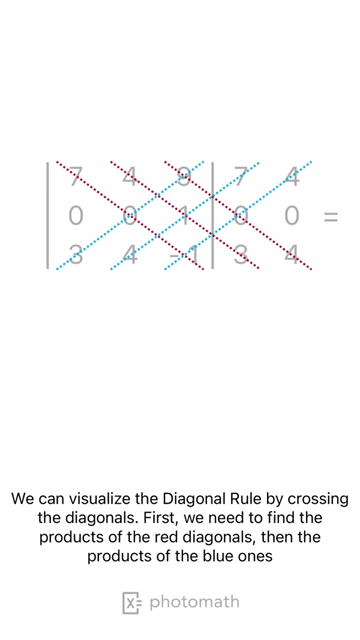 7 4 9 7 4
0 0 1 0 0 =
3 4 -1 3 4
We can visualize the Diagonal Rule by crossing
the diagonals. First, we need to find the
products of the red diagonals, then the
products of the blue ones
photomath